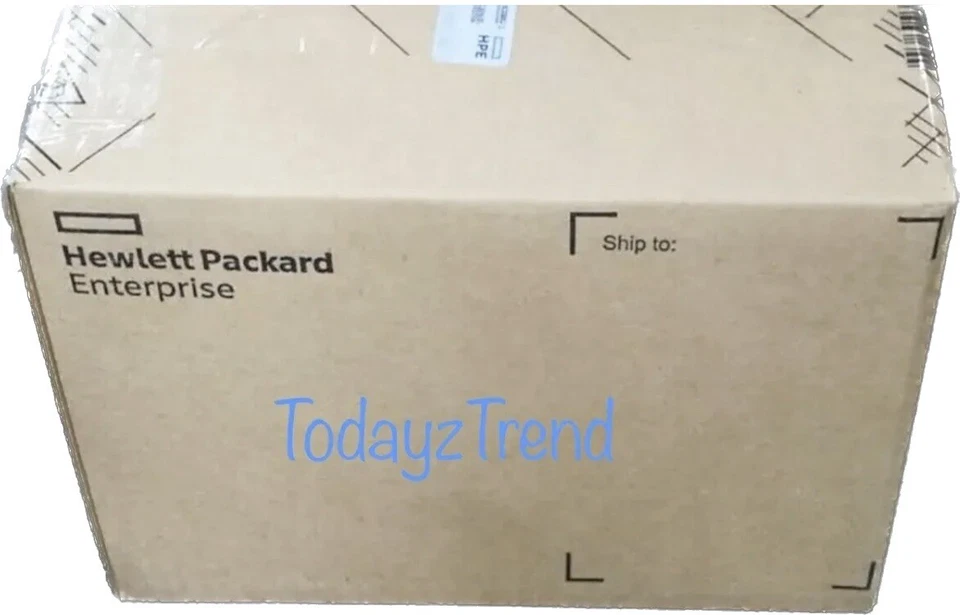 HPE
Hewlett Packard
Enterprise
Ship to:
TodayzTrend